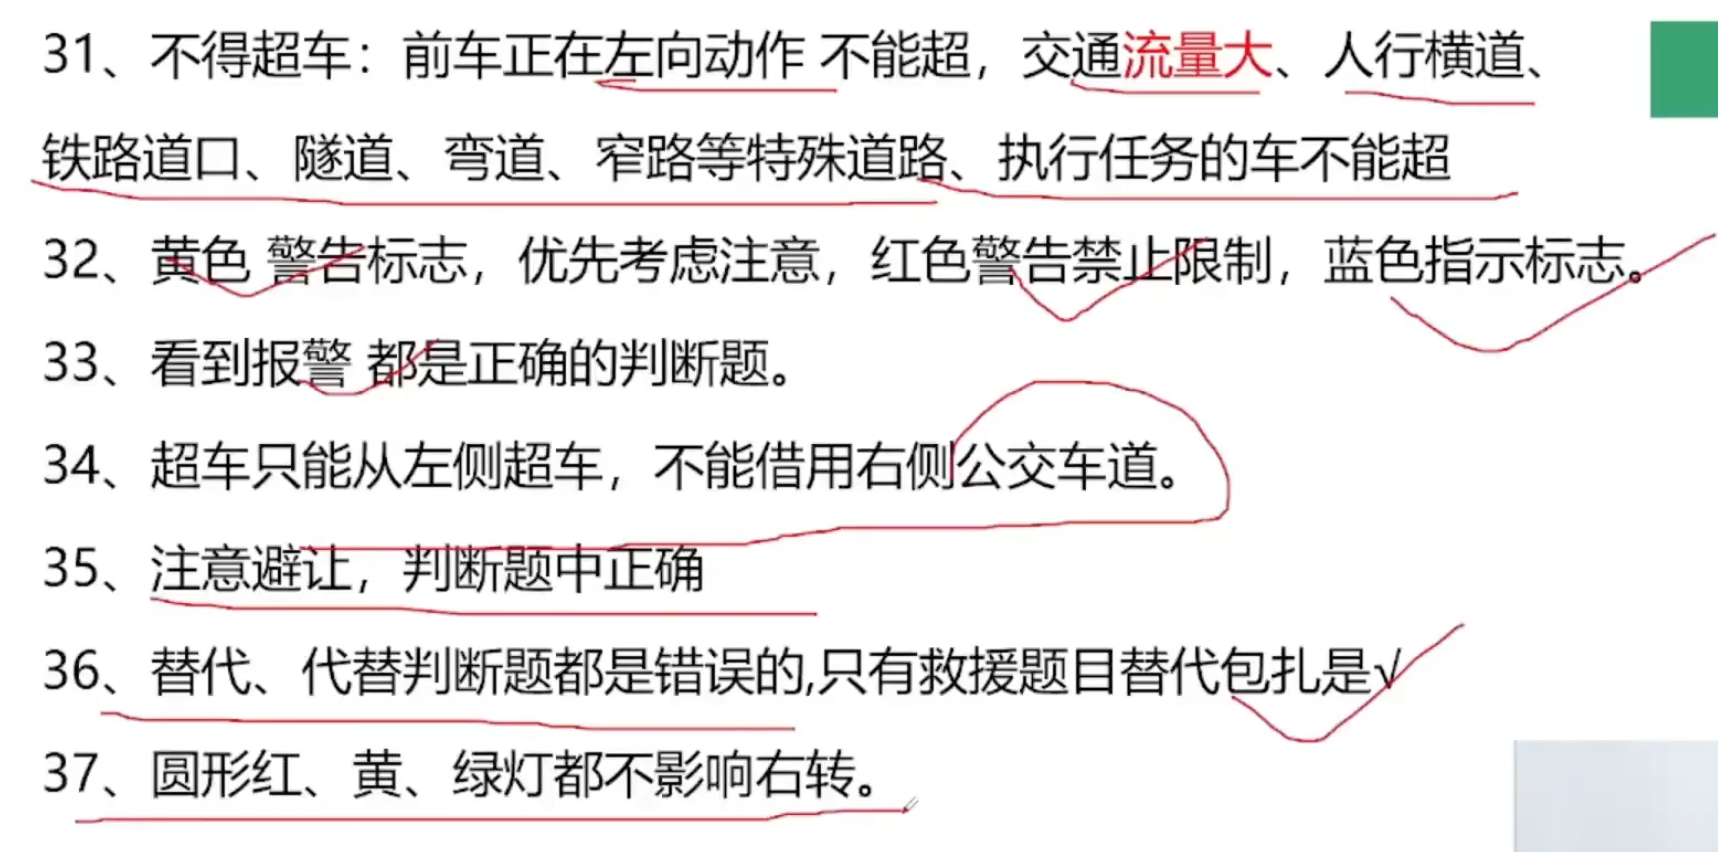 31、不得超车：前车正在左向动作 不能超，交通流量大、人行横道、
铁路道口、隧道、弯道、窄路等特殊道路、执行任务的车不能超
32、黄色 警告标志，优先考虑注意，红色警告禁止限制，蓝色指示标志。
33、看到报警 都是正确的判断题。
34、超车只能从左侧超车，不能借用右侧公交车道。
35、注意避让，判断题中正确
36、替代、代替判断题都是错误的,只有救援题目替代包扎是√
37、圆形红、黄、绿灯都不影响右转。